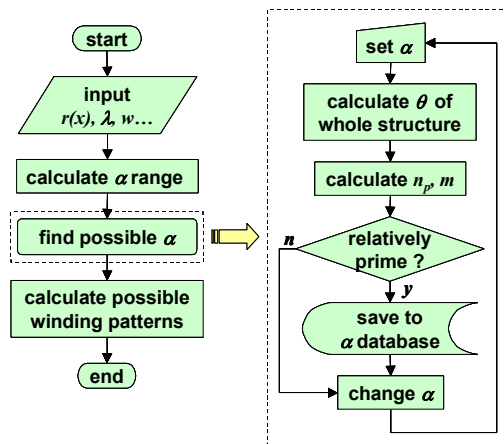 start
input
r(x), λ, w…
calculate α range
find possible α
calculate possible
winding patterns
end
set α
calculate θ of
whole structure
calculate nₚ, m
relatively
prime ?
n
y
save to
α database
change α